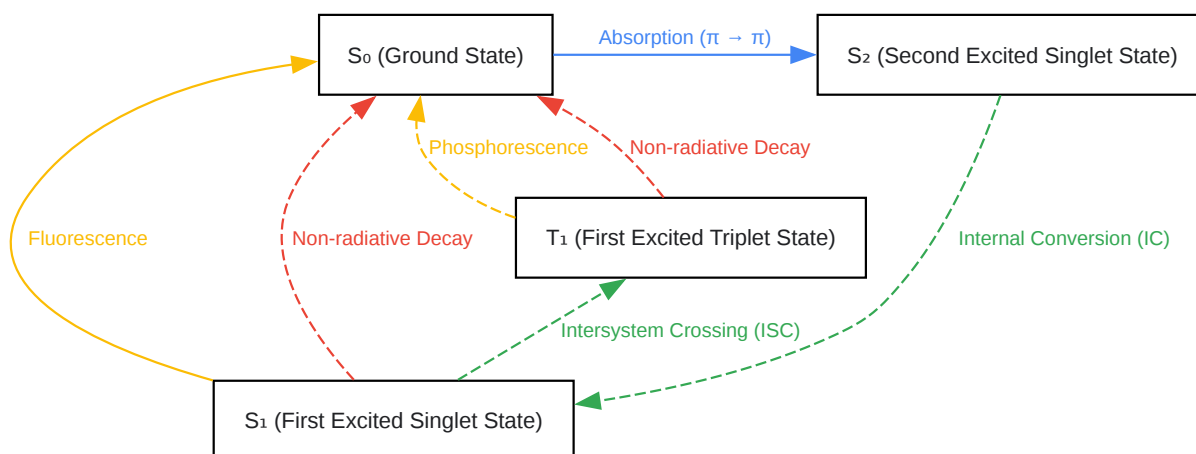 Absorption (π → π)
S₀ (Ground State)
S₂ (Second Excited Singlet State)
Phosphorescence
Non-radiative Decay
Fluorescence
Non-radiative Decay
T₁ (First Excited Triplet State)
Internal Conversion (IC)
Intersystem Crossing (ISC)
S₁ (First Excited Singlet State)